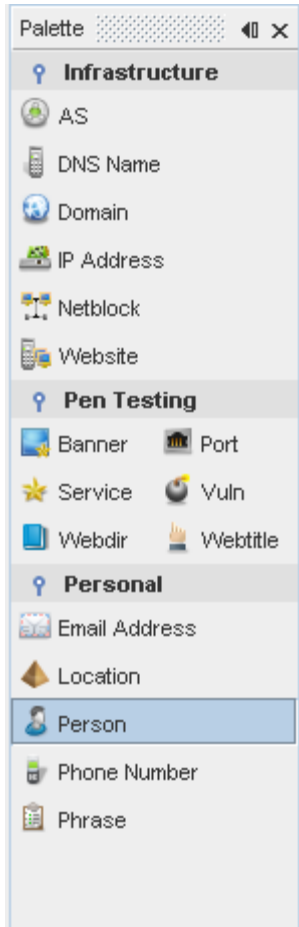 Palette
Infrastructure
AS
DNS Name
Domain
IP Address
Netblock
Website
Pen Testing
Banner Port
Service Vuln
Webdir Webtitle
Personal
Email Address
Location
Person
Phone Number
Phrase